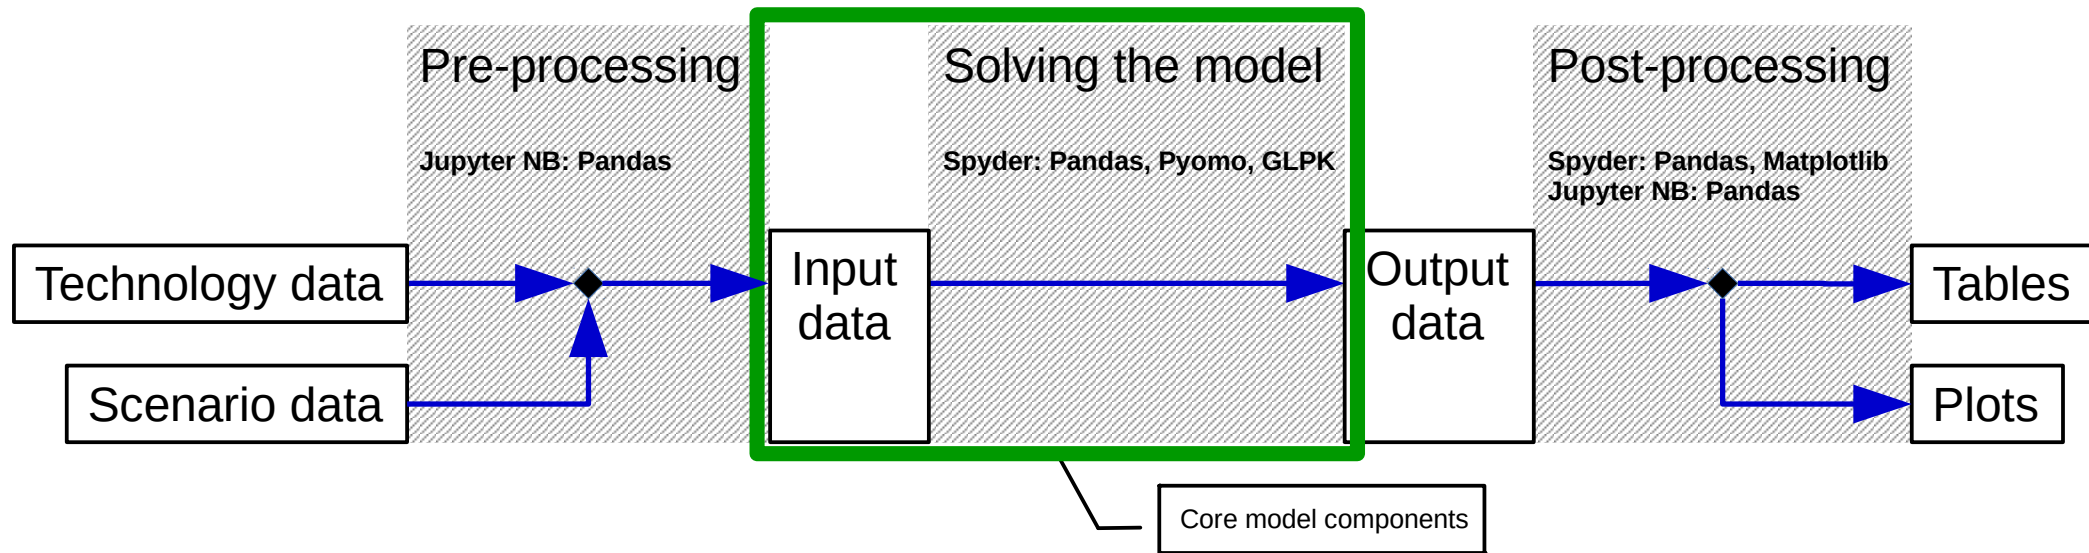 Pre-processing
Jupyter NB: Pandas
Solving the model
Spyder: Pandas, Pyomo, GLPK
Post-processing
Spyder: Pandas, Matplotlib
Jupyter NB: Pandas
Technology data
Scenario data
Input
data
Output
data
Tables
Plots
Core model components